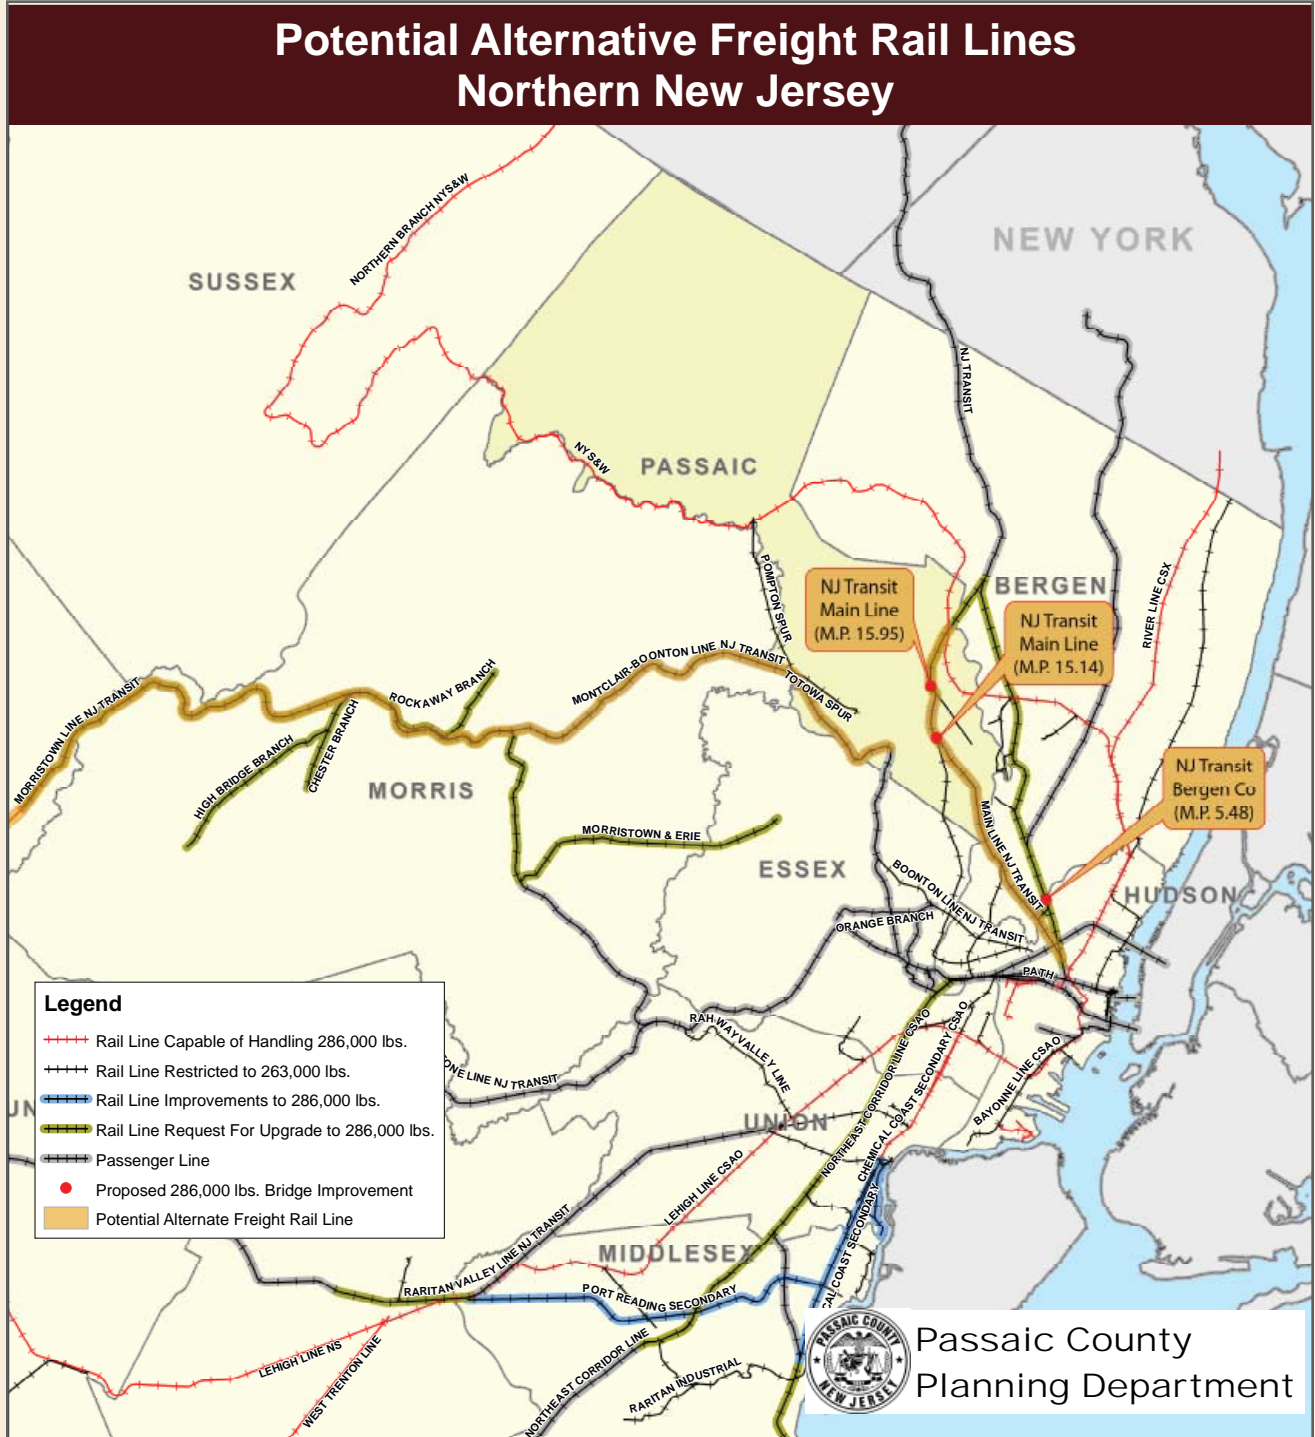 Potential Alternative Freight Rail Lines
Northern New Jersey
NEW YORK
NORTHERN BRANCH NYS&W
SUSSEX
NJ TRANSIT
NYS&W
PASSAIC
POMPTON SPUR
NJ Transit
Main Line
(M.P. 15.95)
BERGEN
NJ Transit
Main Line
(M.P. 15.14)
RIVER LINE CSX
MORRISTOWN LINE NJ TRANSIT
ROCKAWAY BRANCH
MONTCLAIR-BOONTON LINE NJ TRANSIT
TOTOWA SPUR
HIGH BRIDGE BRANCH
CHESTER BRANCH
MORRIS
NJ Transit
Bergen Co
(M.P. 5.48)
MORRISTOWN & ERIE
MAIN LINE NJ TRANSIT
ESSEX
BOONTON LINE NJ TRANSIT
HUDSON
ORANGE BRANCH
PATH
Legend
Rail Line Capable of Handling 286,000 lbs.
Rail Line Restricted to 263,000 lbs.
Rail Line Improvements to 286,000 lbs.
Rail Line Request For Upgrade to 286,000 lbs.
Passenger Line
Proposed 286,000 lbs. Bridge Improvement
Potential Alternate Freight Rail Line
UN
ONE LINE NJ TRANSIT
RAHWAY VALLEY LINE
NORTHEAST CORRIDOR LINE CSAO
CHEMICAL COAST SECONDARY CSAO
BAYONNE LINE CSAO
UNION
LEHIGH LINE CSAO
RARITAN VALLEY LINE NJ TRANSIT
MIDDLESEX
CAL COAST SECONDARY
PORT READING SECONDARY
LEHIGH LINE NS
WEST TRENTON LINE
NORTHEAST CORRIDOR LINE
RARITAN INDUSTRIAL
PASSAIC COUNTY
NEW JERSEY
Passaic County
Planning Department